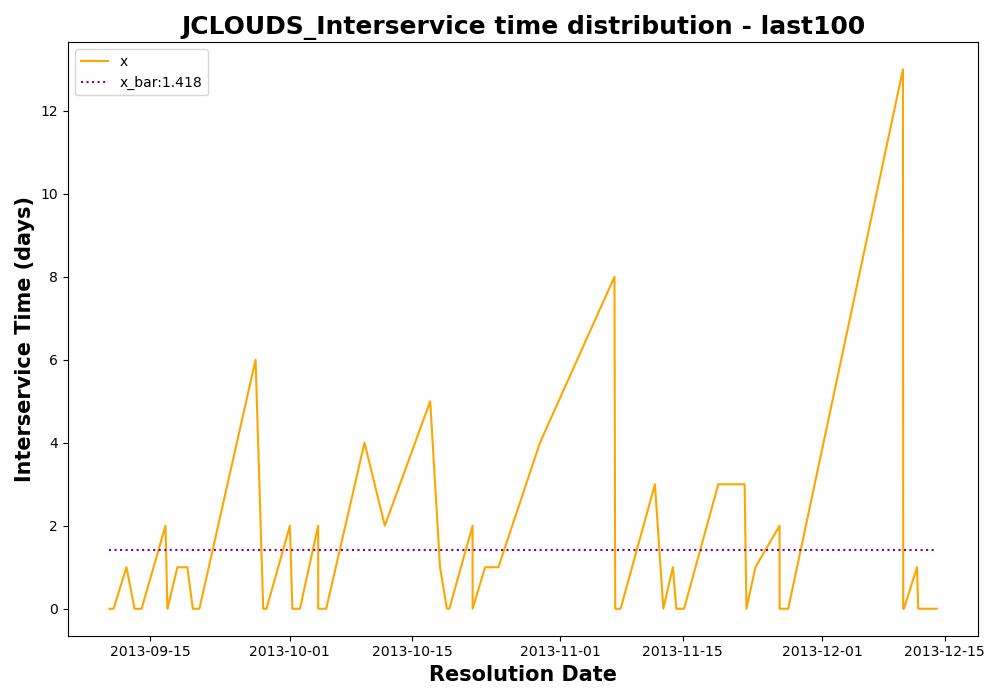 JCLOUDS_Interservice time distribution - last100
x
x_bar:1.418
Interservice Time (days)
12
10
8
6
4
2
0
2013-09-15
2013-10-01
2013-10-15
2013-11-01
2013-11-15
2013-12-01
2013-12-15
Resolution Date